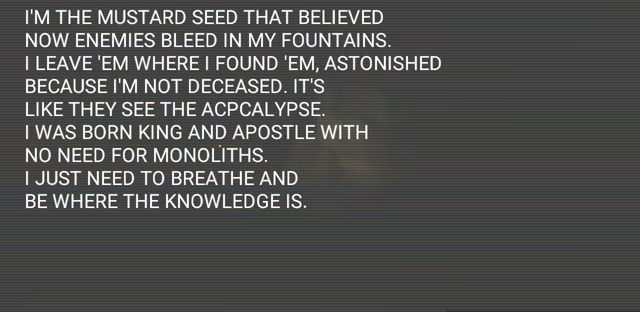 I'M THE MUSTARD SEED THAT BELIEVED
NOW ENEMIES BLEED IN MY FOUNTAINS.
I LEAVE 'EM WHERE I FOUND 'EM, ASTONISHED
BECAUSE I'M NOT DECEASED. IT'S
LIKE THEY SEE THE ACPCALYPSE.
I WAS BORN KING AND APOSTLE WITH
NO NEED FOR MONOLITHS.
I JUST NEED TO BREATHE AND
BE WHERE THE KNOWLEDGE IS.